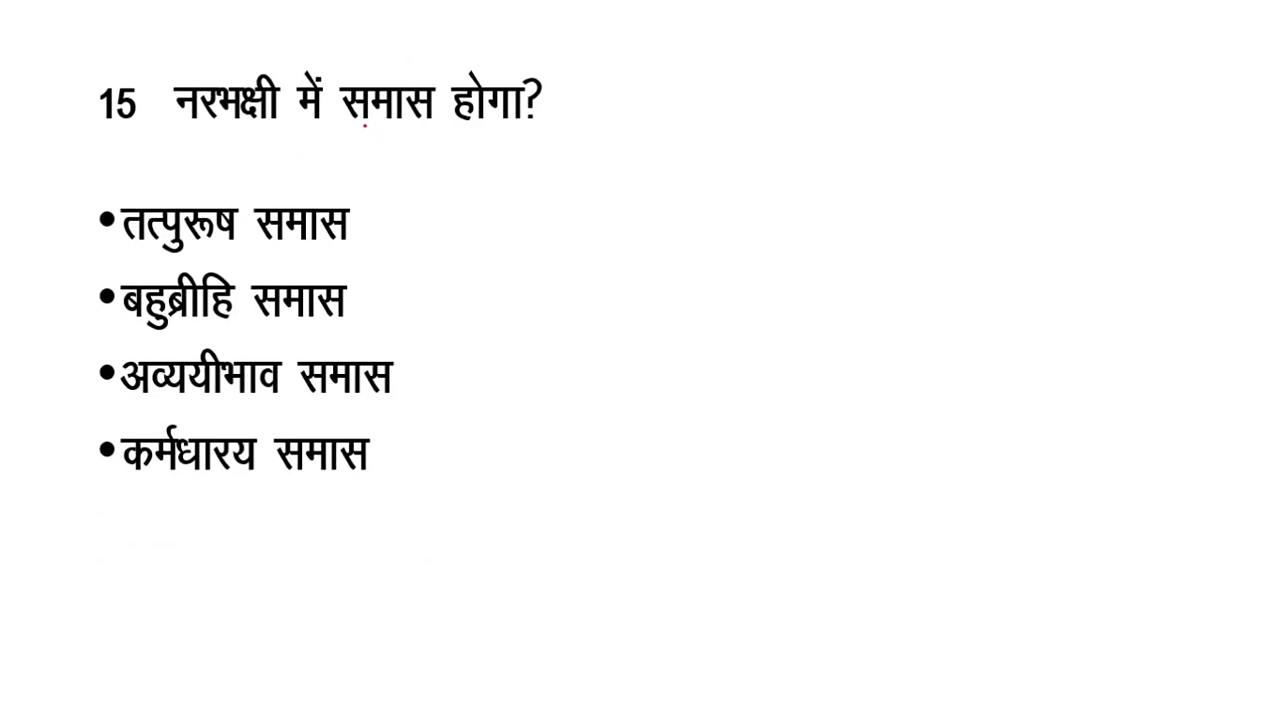 15 नरभक्षी में समास होगा?
•तत्पुरूष समास
•बहुब्रीहि समास
•अव्ययीभाव समास
•कर्मधारय समास